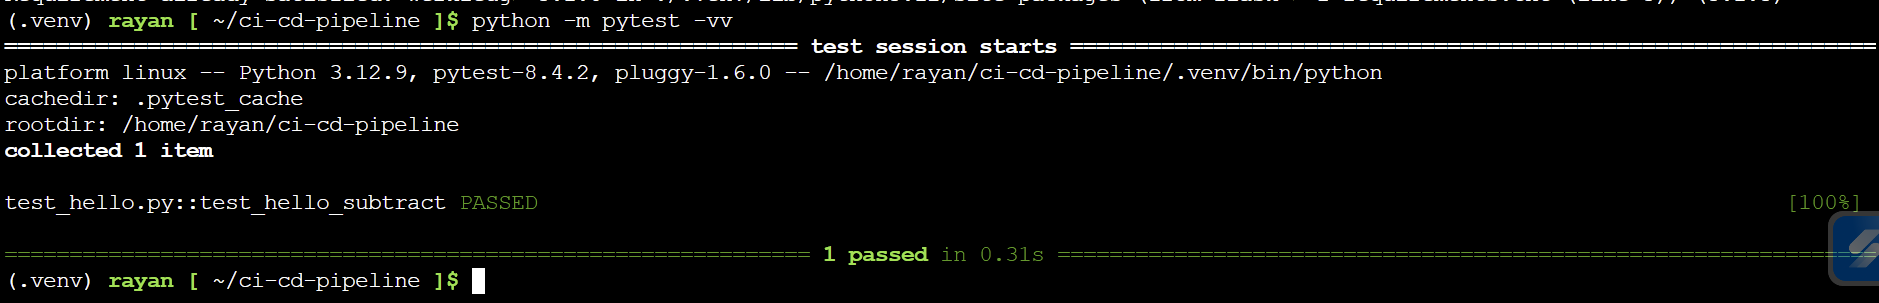 (.venv) rayan [ ~/ci-cd-pipeline ]$ python -m pytest -vv
============================================================= test session starts ==============================================================
platform linux -- Python 3.12.9, pytest-8.4.2, pluggy-1.6.0 -- /home/rayan/ci-cd-pipeline/.venv/bin/python
cachedir: .pytest_cache
rootdir: /home/rayan/ci-cd-pipeline
collected 1 item
test_hello.py::test_hello_subtract PASSED [100%]
============================================================== 1 passed in 0.31s ===============================================================
(.venv) rayan [ ~/ci-cd-pipeline ]$